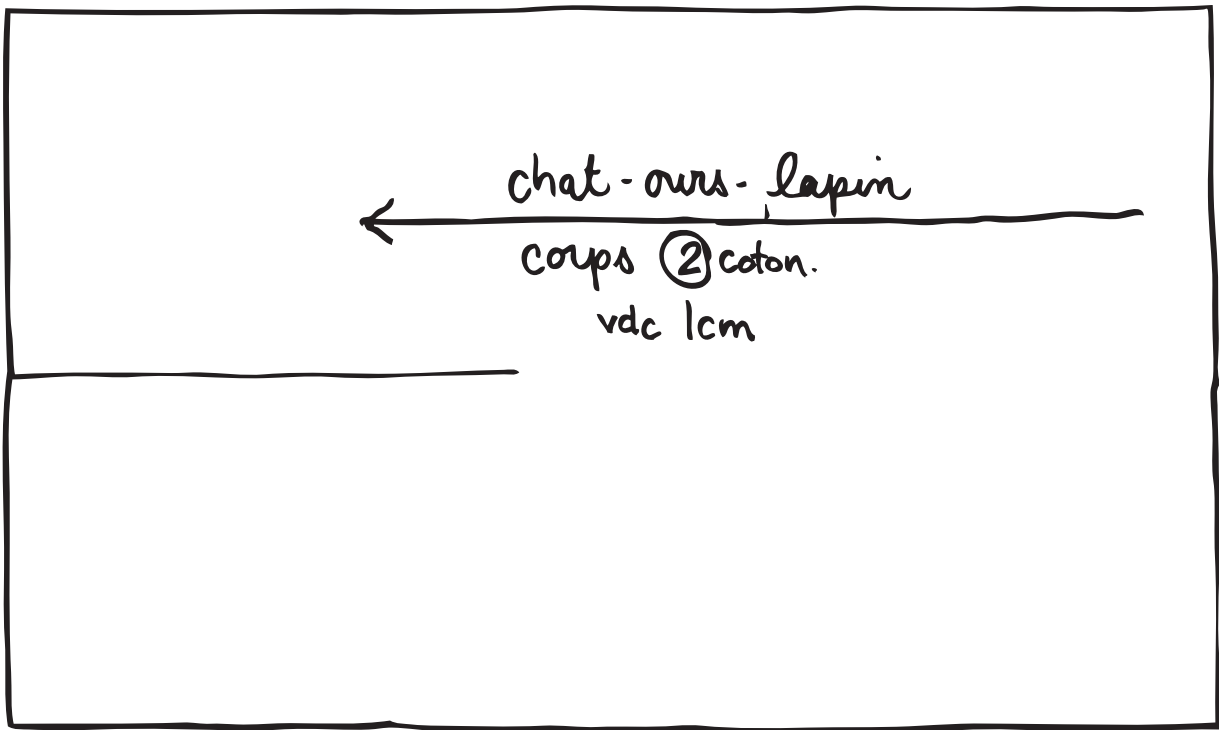 chat-ours-lapin
corps ② coton.
vdc 1cm